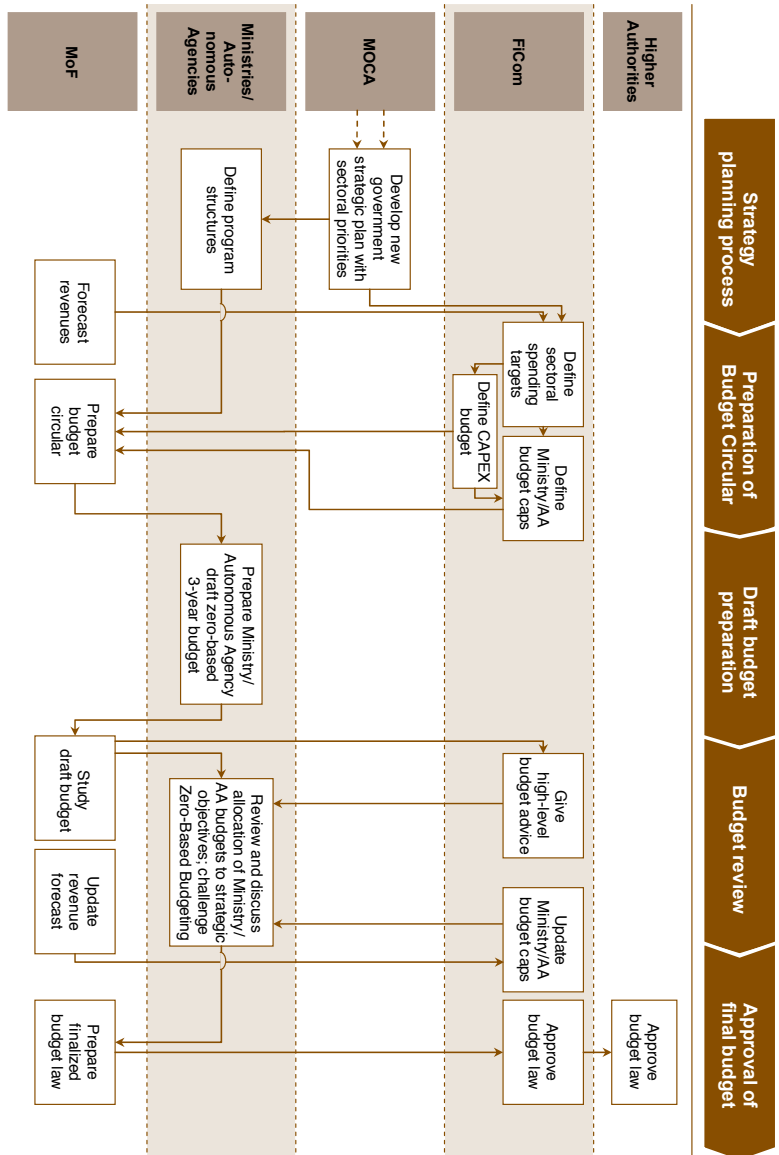 Strategy
planning process
Preparation of
Budget Circular
Draft budget
preparation
Budget review
Approval of
final budget
Higher
Authorities
Approve
budget law
FiCom
Define
sectoral
spending
targets
Define CAPEX
budget
Define
Ministry/AA
budget caps
Give
high-level
budget advice
Update
Ministry/AA
budget caps
Approve
budget law
MOCA
Develop new
government
strategic plan with
sectoral priorities
Ministries/
Auto-
nomous
Agencies
Define program
structures
Prepare Ministry/
Autonomous Agency
draft zero-based
3-year budget
Review and discuss
allocation of Ministry/
AA budgets to strategic
objectives; challenge
Zero-Based Budgeting
MoF
Forecast
revenues
Prepare
budget
circular
Study
draft budget
Update
revenue
forecast
Prepare
finalized
budget law